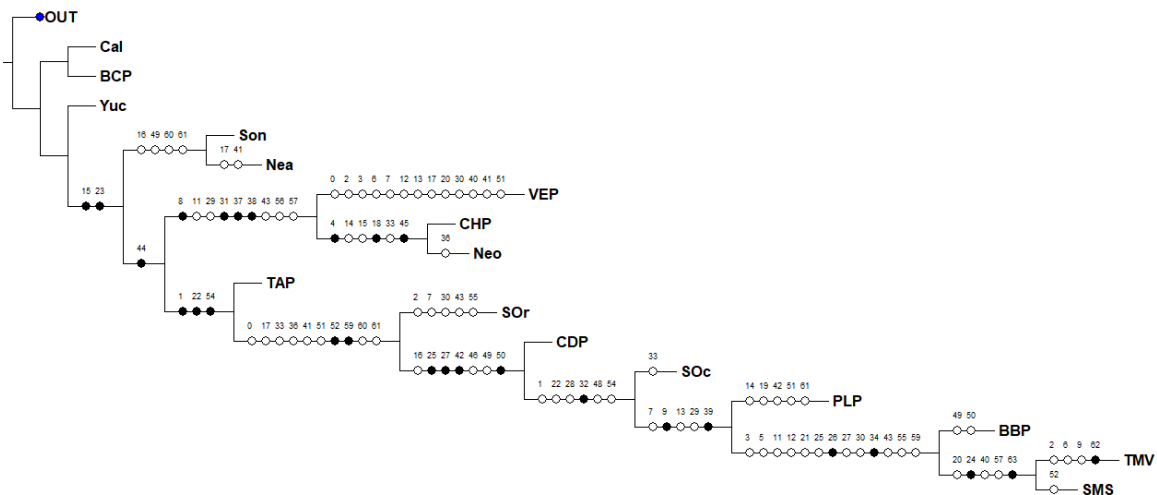 OUT
Cal
BCP
Yuc
16 49 60 61
Son
17 41
Nea
0 2 3 6 7 12 13 17 20 30 40 41 51
VEP
15 23
8 11 29 31 37 38 43 56 57
4 14 15 18 33 45
CHP
36
Neo
44
TAP
1 22 54
2 7 30 43 55
SOr
0 17 33 36 41 51 52 59 60 61
CDP
16 25 27 42 46 49 50
33
SOc
1 22 28 32 48 54
14 19 42 51 61
PLP
7 9 13 29 39
49 50
BBP
3 5 11 12 21 25 26 27 30 34 43 55 59
2 6 9 62
TMV
20 24 40 57 63
52
SMS